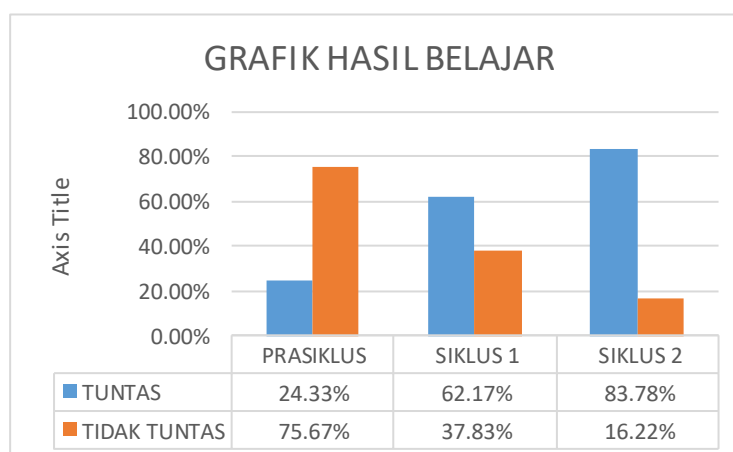 GRAFIK HASIL BELAJAR
100.00%
80.00%
60.00%
40.00%
20.00%
0.00%
Axis Title
PRASIKLUS SIKLUS 1 SIKLUS 2
TUNTAS 24.33% 62.17% 83.78%
TIDAK TUNTAS 75.67% 37.83% 16.22%